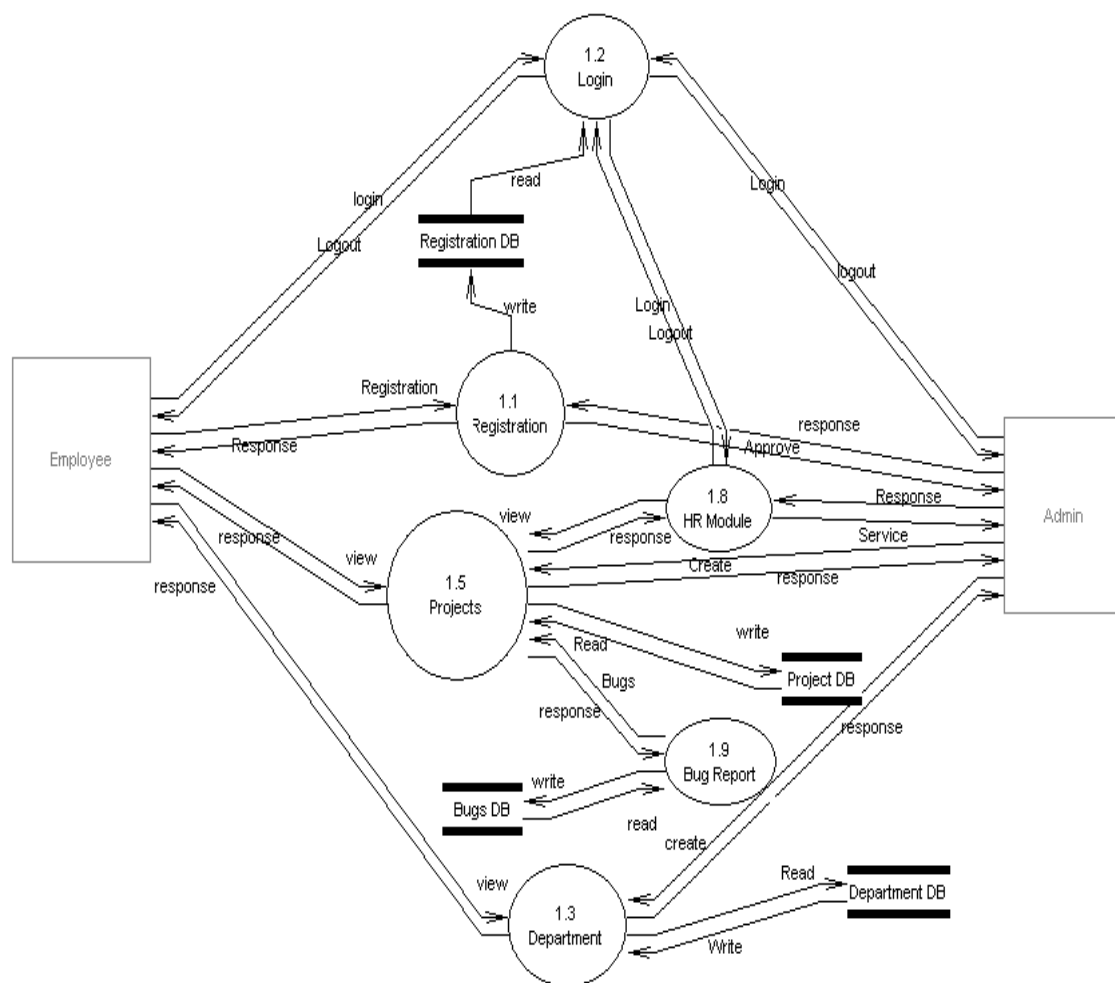 1.2
Login
read
login
Login
Registration DB
Logout
logout
write
Login
Logout
Registration
1.1
Registration
response
Response
Approve
Employee
1.8
HR Module
Response
Admin
view
response
Service
response
view
Create
response
1.5
Projects
response
write
Read
Project DB
Bugs
response
response
1.9
Bug Report
write
Bugs DB
read
create
Read
view
Department DB
1.3
Department
Write